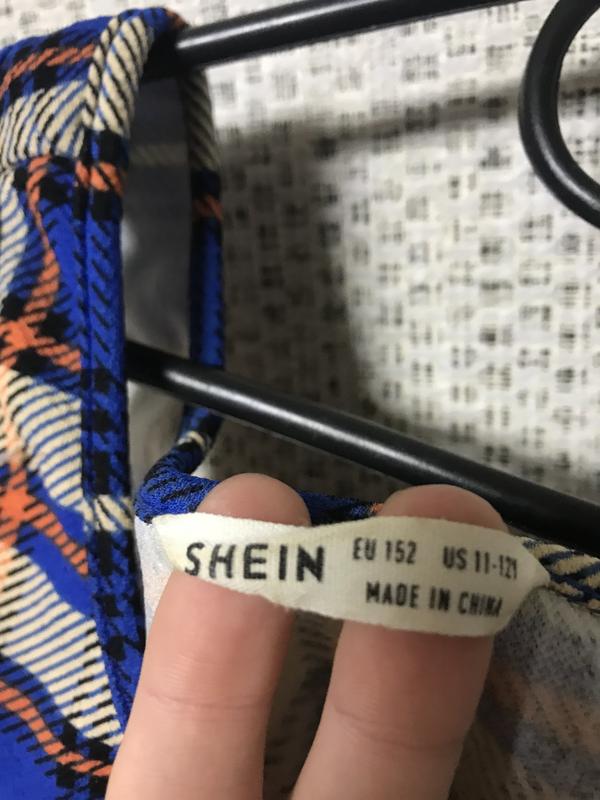 SHEIN EU 152 US 11-12Y
MADE IN CHINA